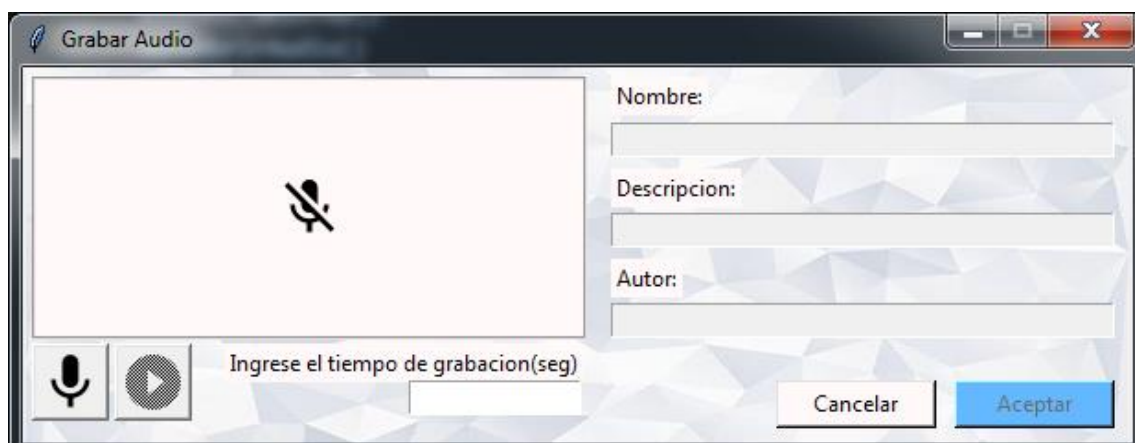 Grabar Audio
Nombre:
Descripcion:
Autor:
Ingrese el tiempo de grabacion(seg)
Cancelar
Aceptar